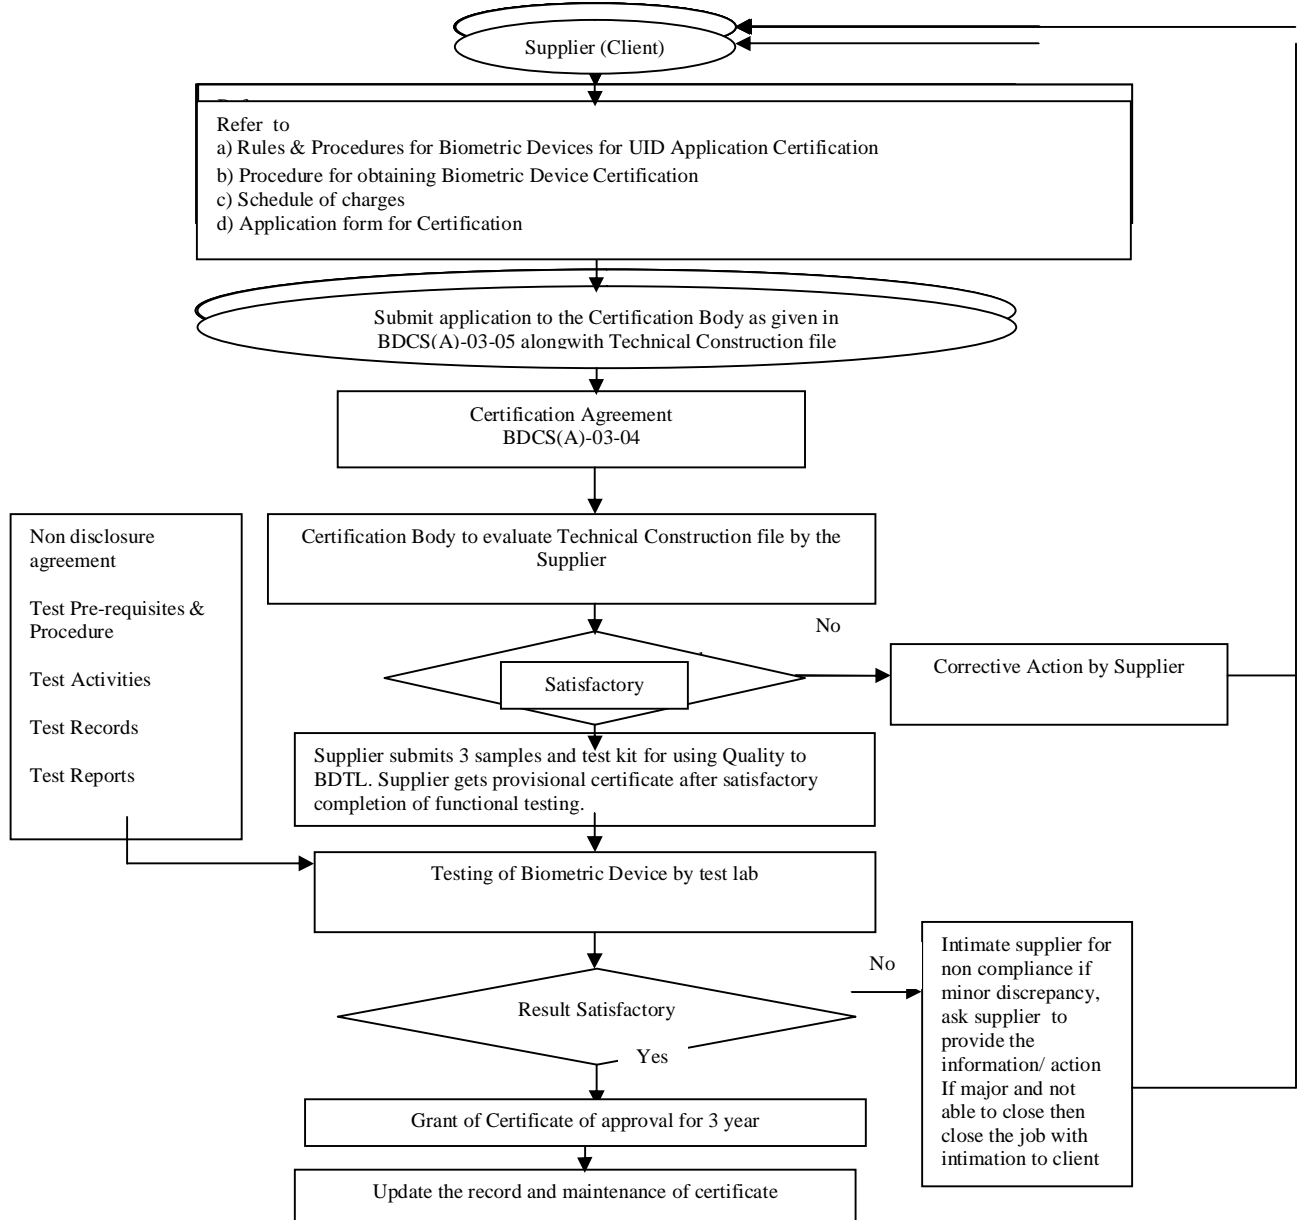 Supplier (Client)
Refer  to
a) Rules & Procedures for Biometric Devices for UID Application Certification
b) Procedure for obtaining Biometric Device Certification
c) Schedule of charges
d) Application form for Certification
Submit application to the Certification Body as given in
BDCS(A)-03-05 alongwith Technical Construction file
Certification Agreement
BDCS(A)-03-04
Non disclosure
agreement
Test Pre-requisites &
Procedure
Test Activities
Test Records
Test Reports
Certification Body to evaluate Technical Construction file by the
Supplier
No
Satisfactory
Corrective Action by Supplier
Supplier submits 3 samples and test kit for using Quality to
BDTL. Supplier gets provisional certificate after satisfactory
completion of functional testing.
Testing of Biometric Device by test lab
No
Result Satisfactory
Yes
Intimate supplier for
non compliance if
minor discrepancy,
ask supplier  to
provide the
information/ action
If major and not
able to close then
close the job with
intimation to client
Grant of Certificate of approval for 3 year
Update the record and maintenance of certificate